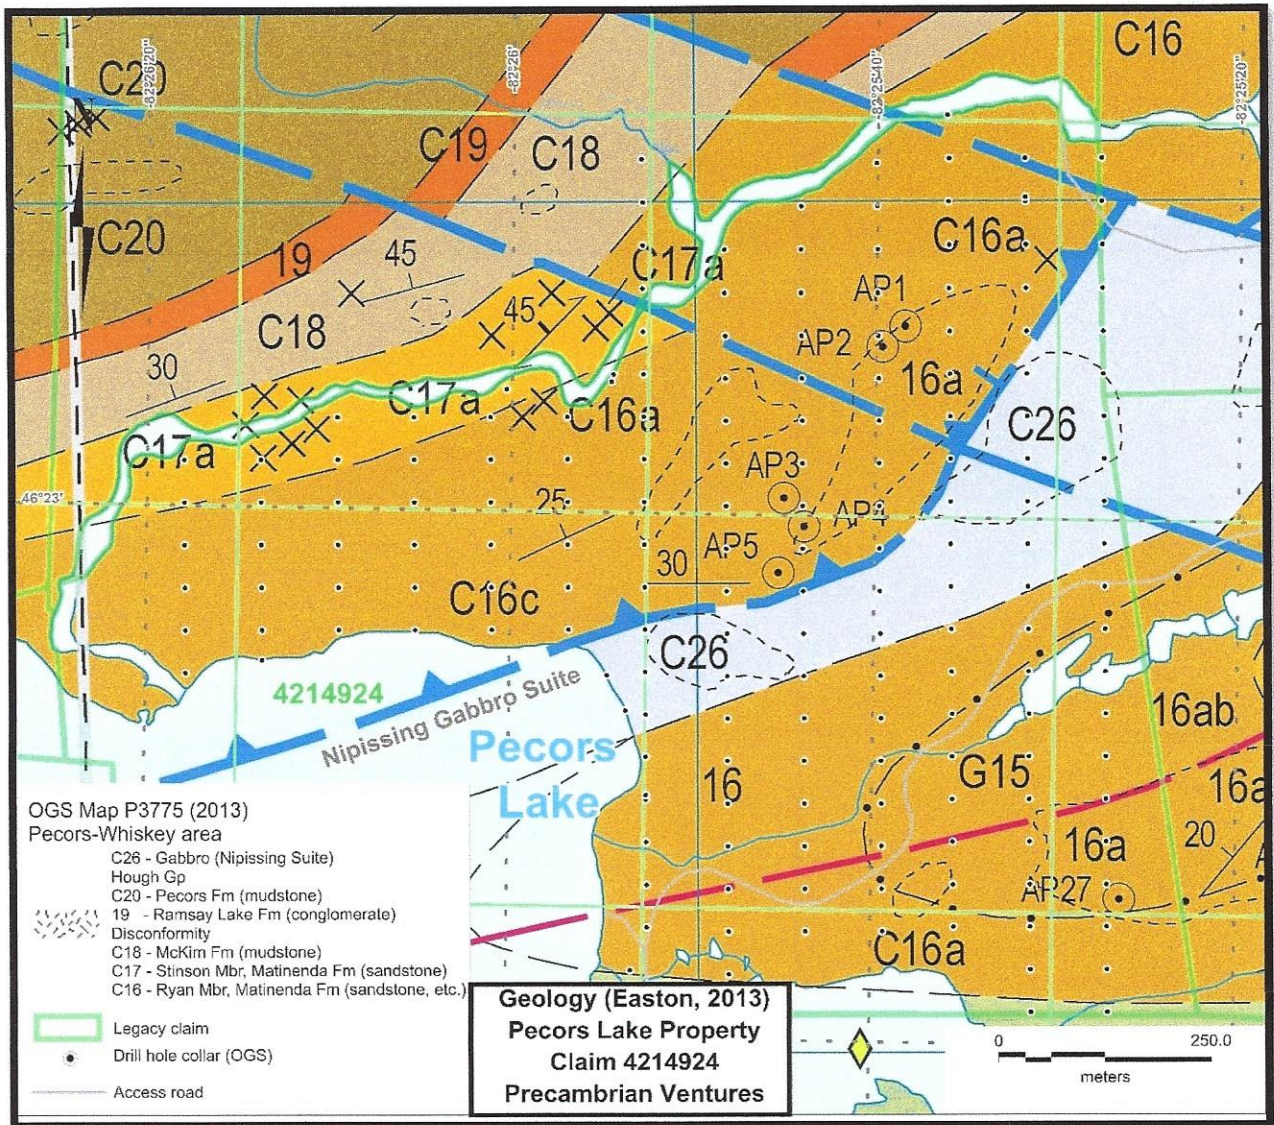 C20
-82°26'20"
-82°26'
-82°25'40"
C16
-82°25'20"
C19
C18
C20
C16a
C17a
45
19
AP1
C18
45
AP2
16a
30
C17a
C16a
C26
C17a
AP3
46°23'
25
AP4
AP5
30
C16c
C26
4214924
Nipissing Gabbro Suite
Pecors
Lake
16ab
16
G15
16a
16a
20
AP27
C16a
OGS Map P3775 (2013)
Pecors-Whiskey area
C26 - Gabbro (Nipissing Suite)
Hough Gp
C20 - Pecors Fm (mudstone)
19 - Ramsay Lake Fm (conglomerate)
Disconformity
C18 - McKim Fm (mudstone)
C17 - Stinson Mbr, Matinenda Fm (sandstone)
C16 - Ryan Mbr, Matinenda Fm (sandstone, etc.)
Legacy claim
Drill hole collar (OGS)
Access road
Geology (Easton, 2013)
Pecors Lake Property
Claim 4214924
Precambrian Ventures
0 250.0
meters